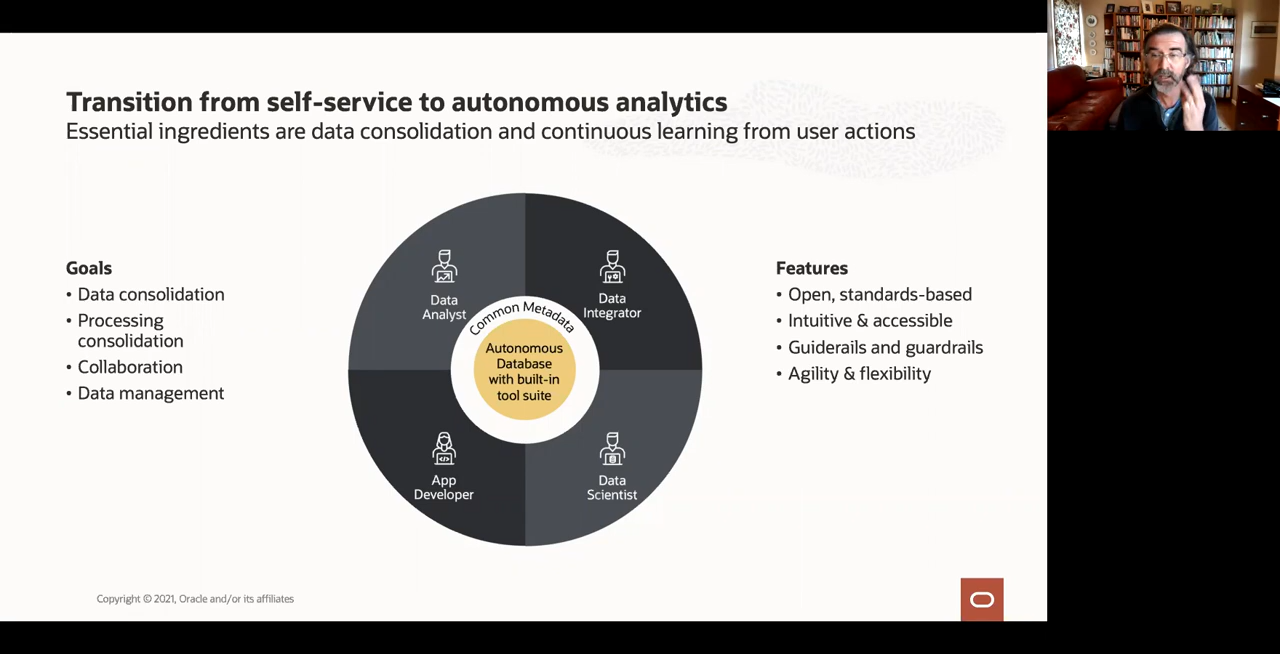 Transition from self-service to autonomous analytics
Essential ingredients are data consolidation and continuous learning from user actions
Goals
• Data consolidation
• Processing
consolidation
• Collaboration
• Data management
Data
Analyst
Data
Integrator
Common Metadata
Autonomous
Database
with built-in
tool suite
App
Developer
Data
Scientist
Features
• Open, standards-based
• Intuitive & accessible
• Guiderails and guardrails
• Agility & flexibility
Copyright © 2021, Oracle and/or its affiliates